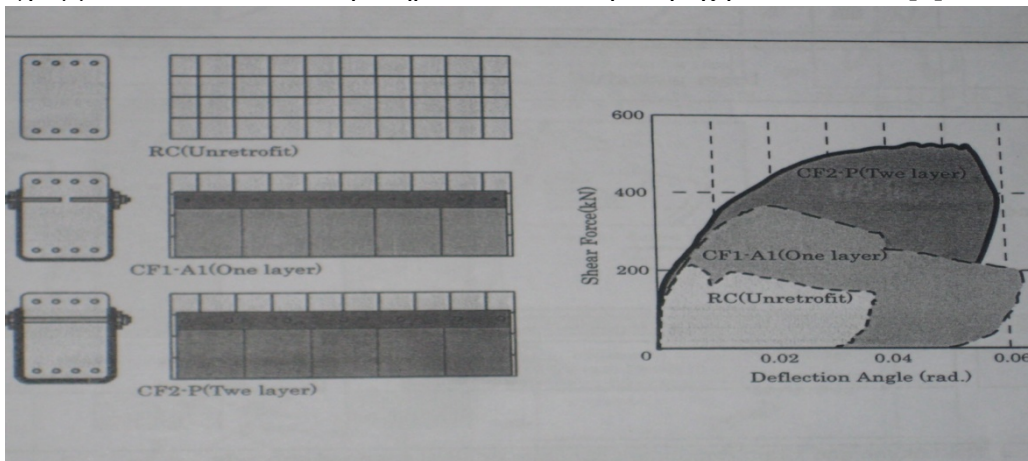 RC(Unretrofit)
CF1-A1(One layer)
CF2-P(Twe layer)
600
400
200
0
Shear Force(kN)
CF2-P(Twe layer)
CF1-A1(One layer)
RC(Unretrofit)
0.02
0.04
0.06
Deflection Angle (rad.)